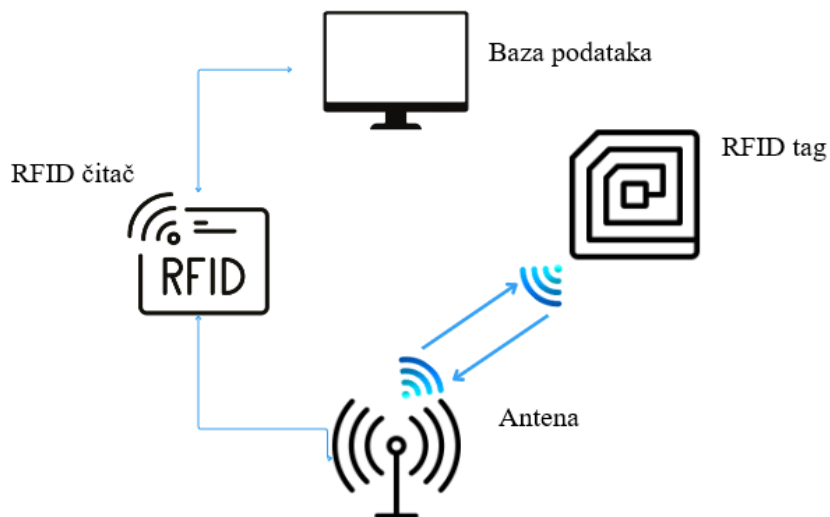 Baza podataka
RFID tag
RFID čitač
RFID
Antena